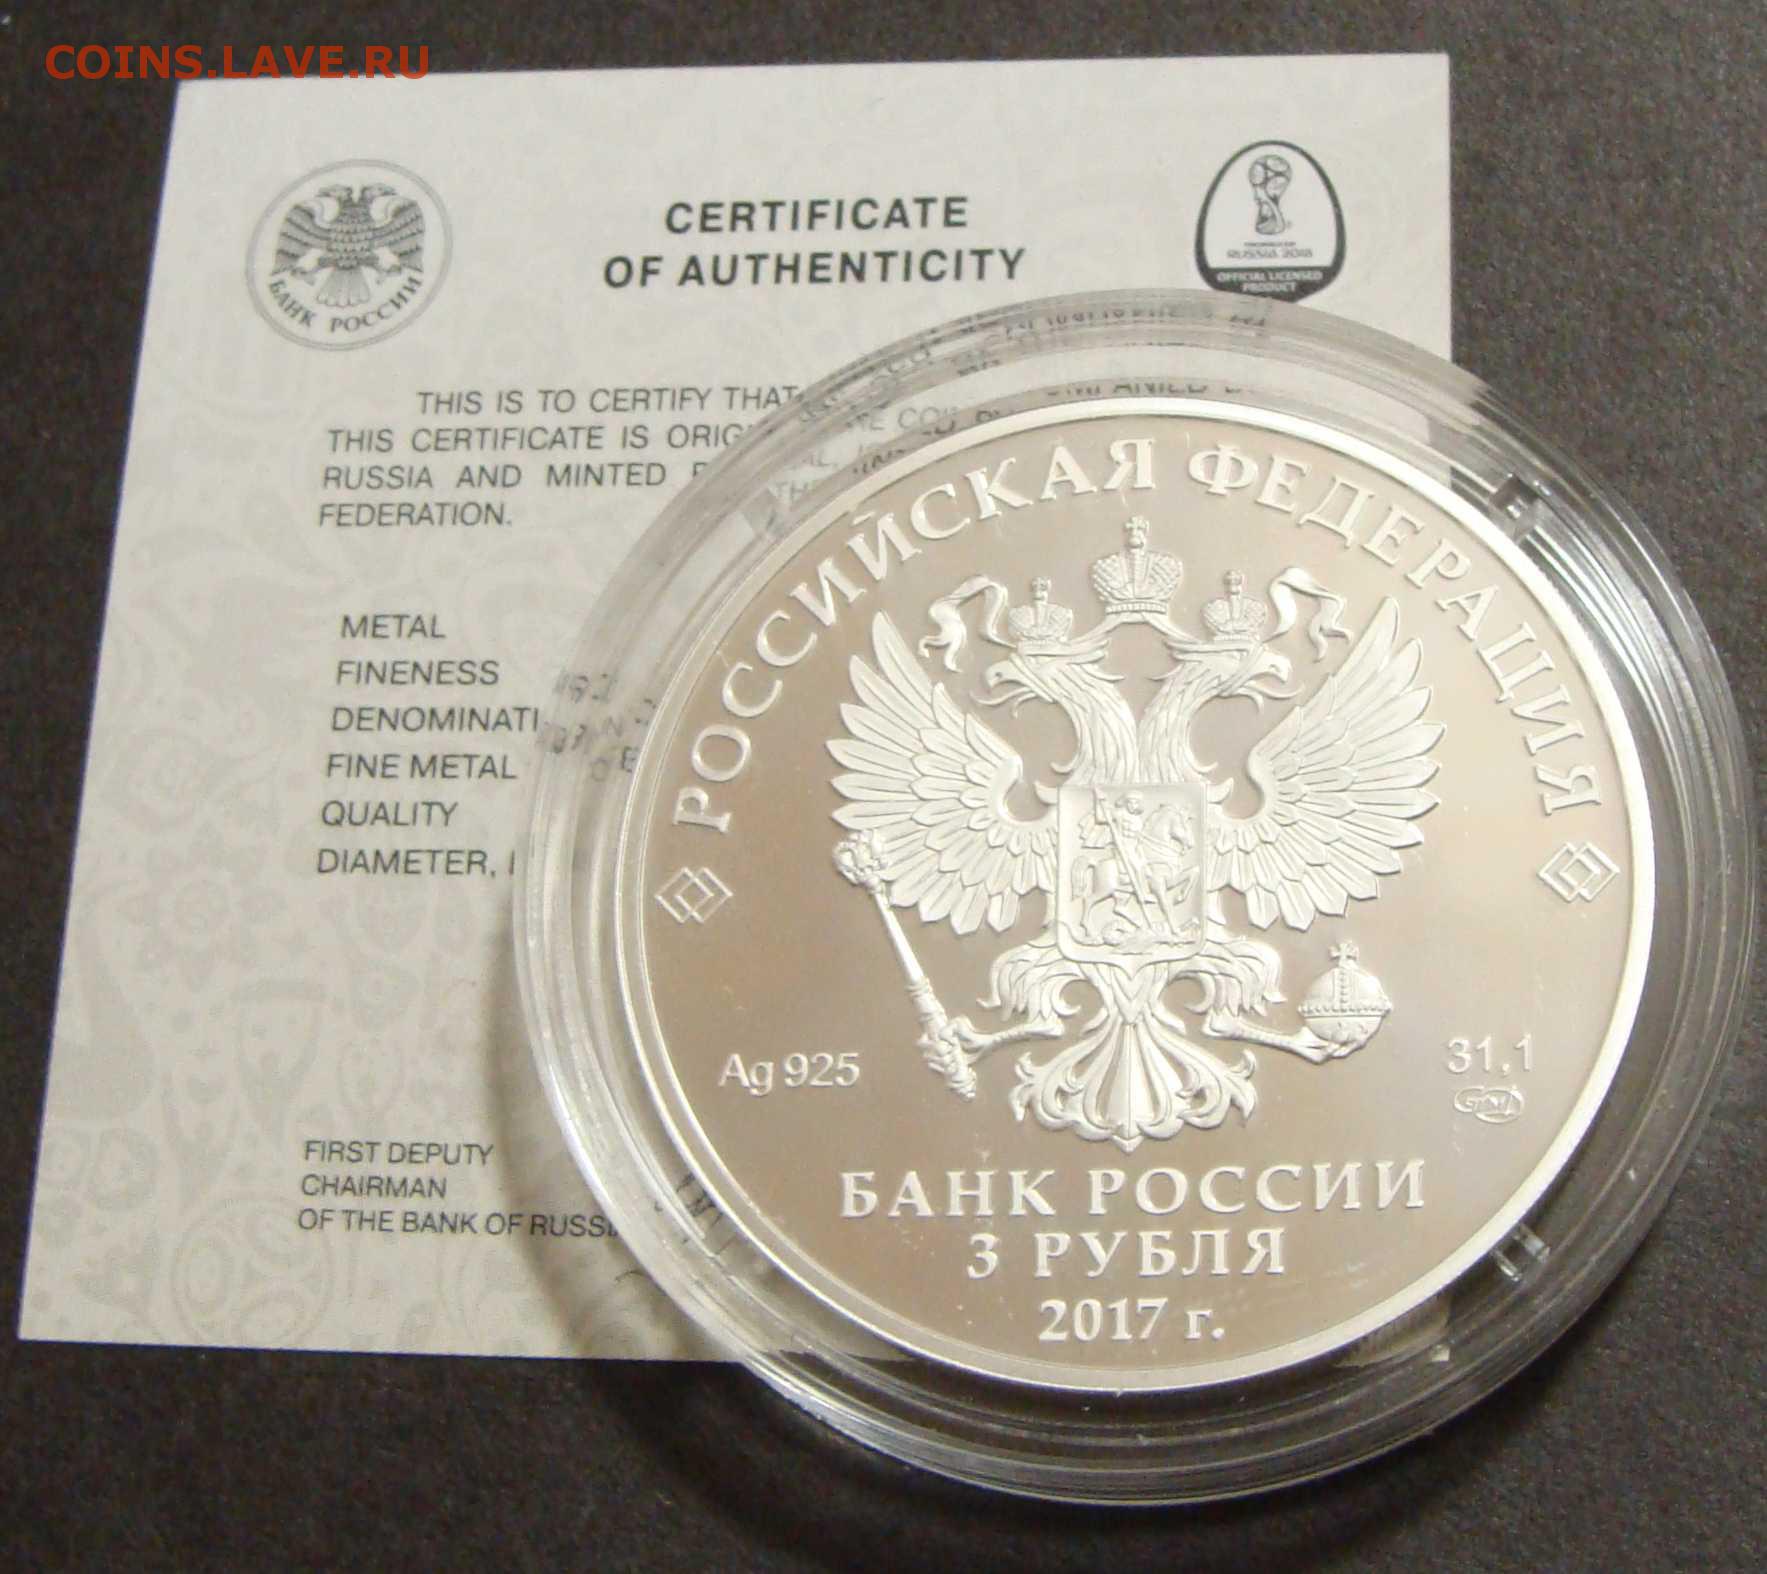 COINS.LAVE.RU
БАНК РОССИИ
CERTIFICATE
OF AUTHENTICITY
RUSSIA 2018
OFFICIAL LICENSED
PRODUCT
THIS IS TO CERTIFY THAT
THIS CERTIFICATE IS
RUSSIA AND MINTED
FEDERATION.
METAL
FINENESS
FINE METAL
QUALITY
DIAMETER,
FIRST DEPUTY
CHAIRMAN
OF THE BANK OF
РОССИЙСКАЯ ФЕДЕРАЦИЯ
Ag 925
31,1
БАНК РОССИИ
3 РУБЛЯ
2017 г.